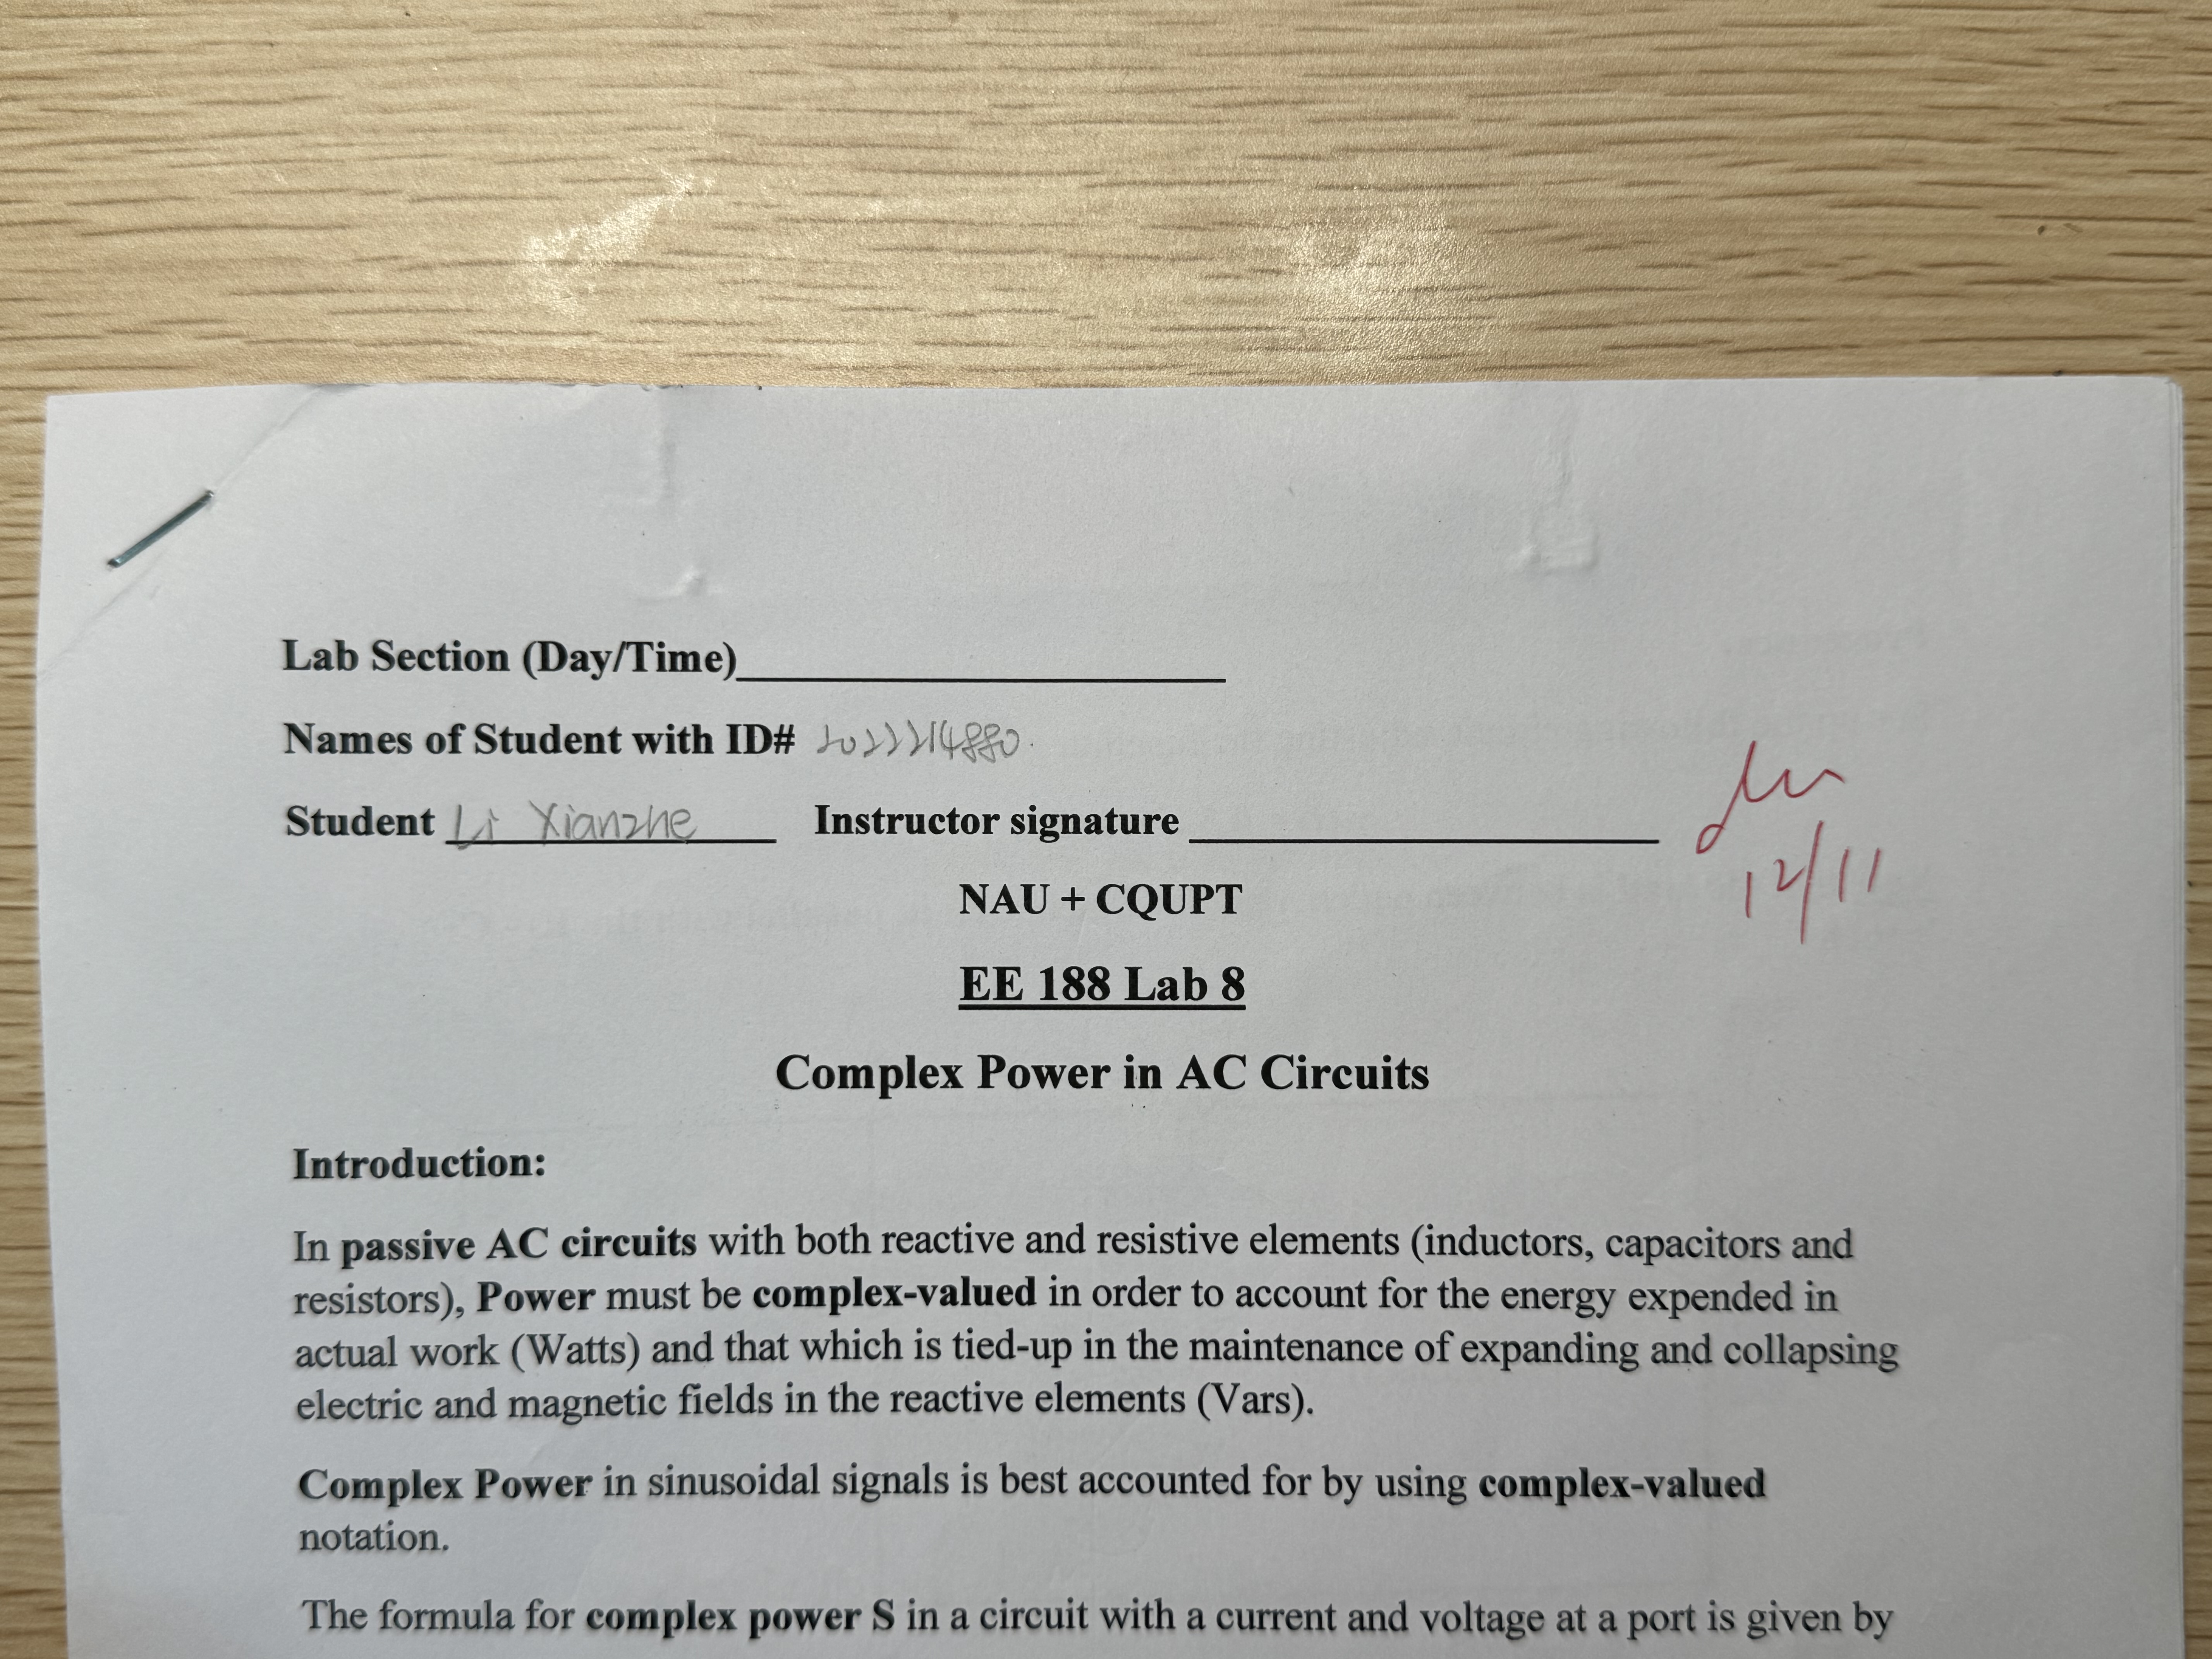 Lab Section (Day/Time)
Names of Student with ID# 2022214880
Student Li Xianzhe Instructor signature
12/11
NAU + CQUPT
EE 188 Lab 8
Complex Power in AC Circuits
Introduction:
In passive AC circuits with both reactive and resistive elements (inductors, capacitors and
resistors), Power must be complex-valued in order to account for the energy expended in
actual work (Watts) and that which is tied-up in the maintenance of expanding and collapsing
electric and magnetic fields in the reactive elements (Vars).
Complex Power in sinusoidal signals is best accounted for by using complex-valued
notation.
The formula for complex power S in a circuit with a current and voltage at a port is given by